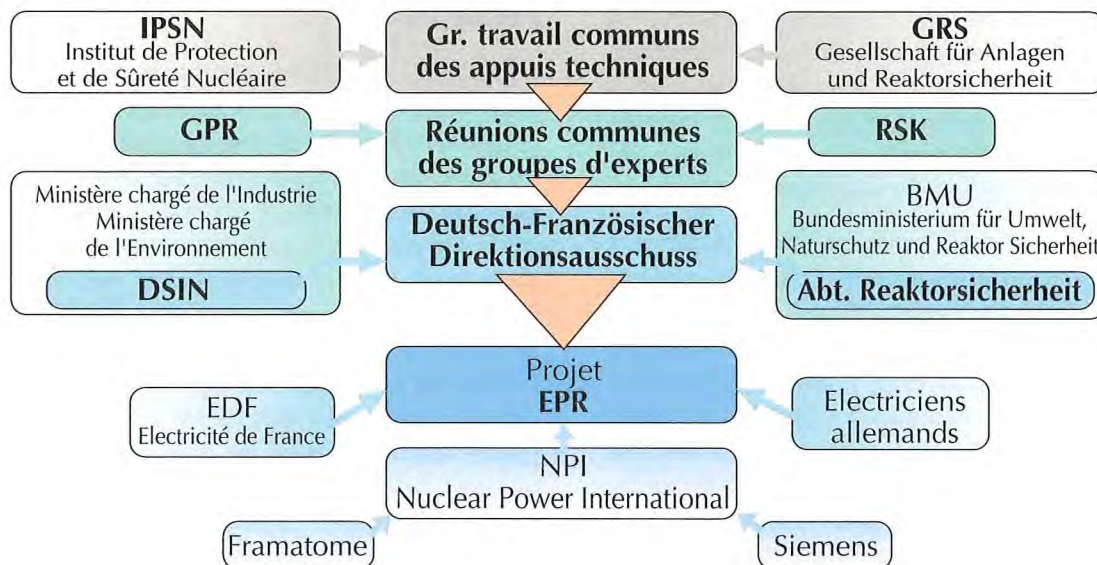 IPSN
Institut de Protection
et de Sûreté Nucléaire
Gr. travail communs
des appuis techniques
GRS
Gesellschaft für Anlagen
und Reaktorsicherheit
GPR
Réunions communes
des groupes d'experts
RSK
Ministère chargé de l'Industrie
Ministère chargé
de l'Environnement
DSIN
Deutsch-Französischer
Direktionsausschuss
BMU
Bundesministerium für Umwelt,
Naturschutz und Reaktor Sicherheit
Abt. Reaktorsicherheit
Projet
EPR
EDF
Electricité de France
Electriciens
allemands
NPI
Nuclear Power International
Framatome
Siemens